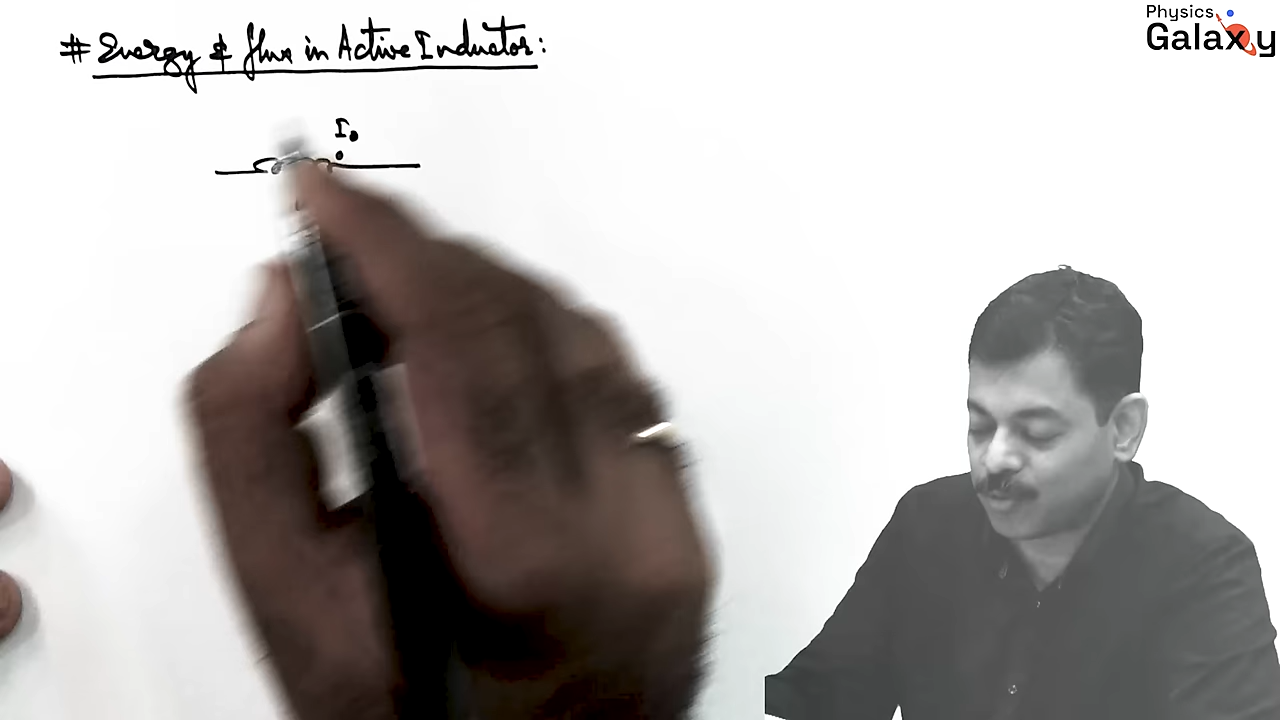 # Energy & flux in Active Inductor:
I₀
Physics
Galaxy